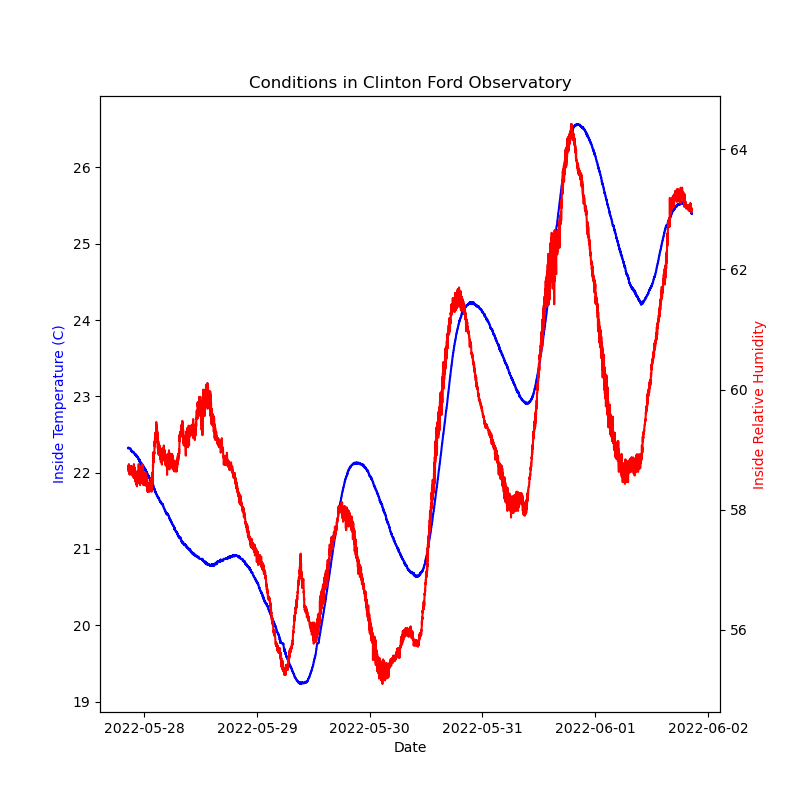 Conditions in Clinton Ford Observatory
26
25
24
23
22
21
20
19
Inside Temperature (C)
64
62
60
58
56
Inside Relative Humidity
2022-05-28 2022-05-29 2022-05-30 2022-05-31 2022-06-01 2022-06-02
Date